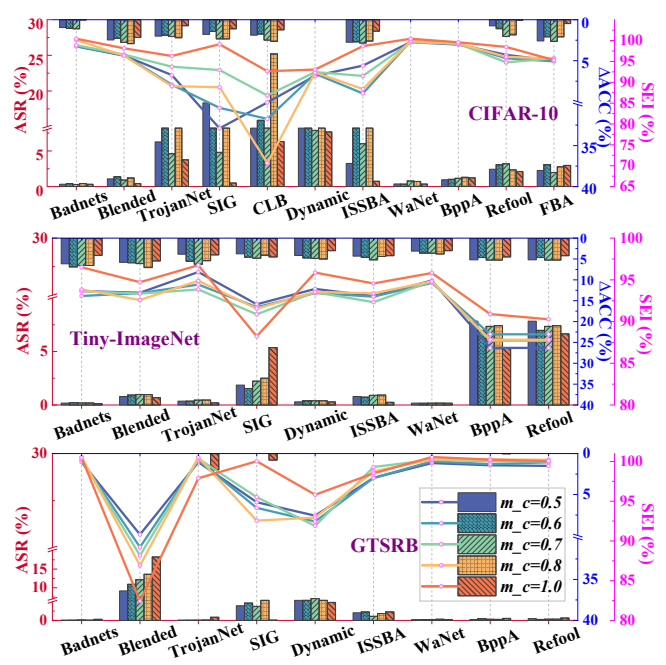 30
25
20
5
0
ASR (%)
0
5
35
40
ΔACC (%)
100
95
90
85
80
75
70
65
SEI (%)
CIFAR-10
Badnets
Blended
TrojanNet
SIG
CLB
Dynamic
ISSBA
WaNet
BppA
Refool
FBA
30
5
0
ASR (%)
0
5
10
15
20
25
30
35
40
ΔACC (%)
100
95
90
85
80
SEI (%)
Tiny-ImageNet
Badnets
Blended
TrojanNet
SIG
Dynamic
ISSBA
WaNet
BppA
Refool
30
15
10
5
0
ASR (%)
0
5
35
40
ΔACC (%)
100
95
90
85
80
SEI (%)
GTSRB
m_c=0.5
m_c=0.6
m_c=0.7
m_c=0.8
m_c=1.0
Badnets
Blended
TrojanNet
SIG
Dynamic
ISSBA
WaNet
BppA
Refool